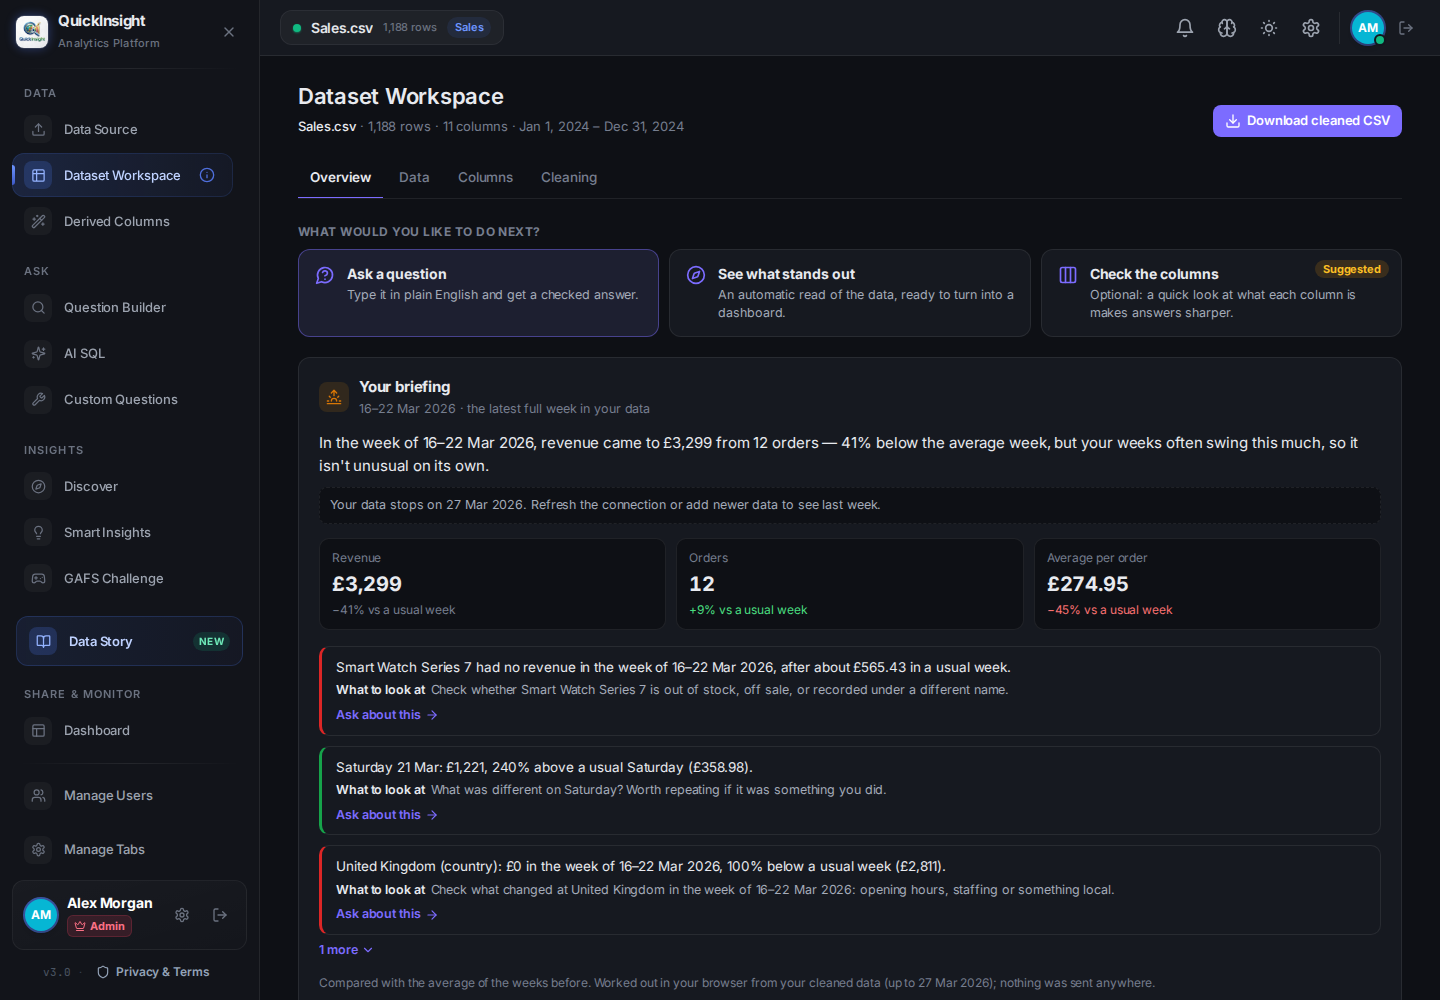 QuickInsight
Analytics Platform
DATA
Data Source
Dataset Workspace
Derived Columns
ASK
Question Builder
AI SQL
Custom Questions
INSIGHTS
Discover
Smart Insights
GAFS Challenge
Data Story
NEW
SHARE & MONITOR
Dashboard
Manage Users
Manage Tabs
AM
Alex Morgan
Admin
v3.0 · Privacy & Terms
Sales.csv 1,188 rows Sales
AM
Dataset Workspace
Sales.csv · 1,188 rows · 11 columns · Jan 1, 2024 – Dec 31, 2024
Download cleaned CSV
Overview Data Columns Cleaning
WHAT WOULD YOU LIKE TO DO NEXT?
Ask a question
Type it in plain English and get a checked answer.
See what stands out
An automatic read of the data, ready to turn into a
dashboard.
Check the columns
Suggested
Optional: a quick look at what each column is
makes answers sharper.
Your briefing
16–22 Mar 2026 · the latest full week in your data
In the week of 16–22 Mar 2026, revenue came to £3,299 from 12 orders — 41% below the average week, but your weeks often swing this much, so it
isn't unusual on its own.
Your data stops on 27 Mar 2026. Refresh the connection or add newer data to see last week.
Revenue
£3,299
−41% vs a usual week
Orders
12
+9% vs a usual week
Average per order
£274.95
−45% vs a usual week
Smart Watch Series 7 had no revenue in the week of 16–22 Mar 2026, after about £565.43 in a usual week.
What to look at Check whether Smart Watch Series 7 is out of stock, off sale, or recorded under a different name.
Ask about this →
Saturday 21 Mar: £1,221, 240% above a usual Saturday (£358.98).
What to look at What was different on Saturday? Worth repeating if it was something you did.
Ask about this →
United Kingdom (country): £0 in the week of 16–22 Mar 2026, 100% below a usual week (£2,811).
What to look at Check what changed at United Kingdom in the week of 16–22 Mar 2026: opening hours, staffing or something local.
Ask about this →
1 more
Compared with the average of the weeks before. Worked out in your browser from your cleaned data (up to 27 Mar 2026); nothing was sent anywhere.